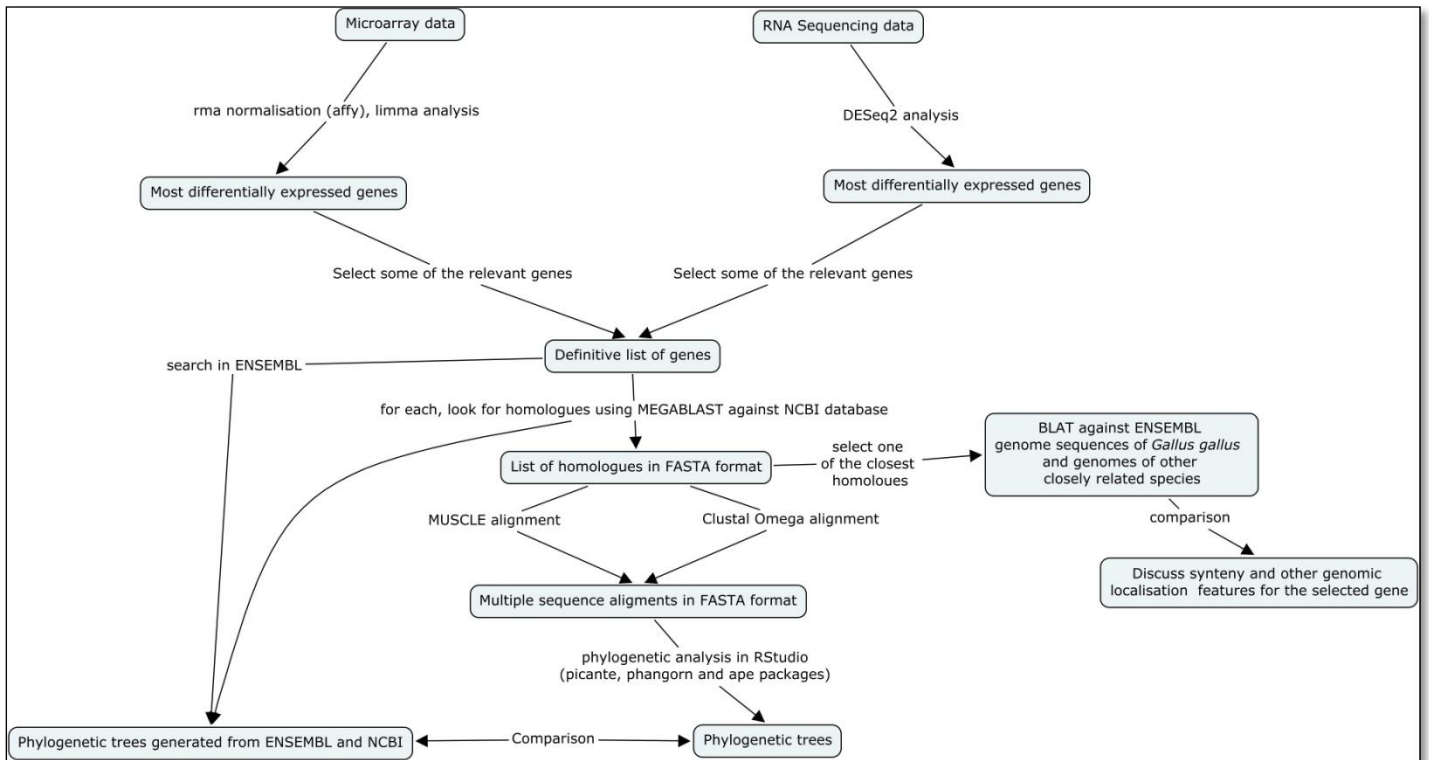 Microarray data
RNA Sequencing data
rma normalisation (affy), limma analysis
DESeq2 analysis
Most differentially expressed genes
Most differentially expressed genes
Select some of the relevant genes
Select some of the relevant genes
Definitive list of genes
search in ENSEMBL
for each, look for homologues using MEGABLAST against NCBI database
List of homologues in FASTA format
select one
of the closest
homoloues
BLAT against ENSEMBL
genome sequences of Gallus gallus
and genomes of other
closely related species
MUSCLE alignment
Clustal Omega alignment
comparison
Multiple sequence aligments in FASTA format
Discuss synteny and other genomic
localisation features for the selected gene
phylogenetic analysis in RStudio
(picante, phangorn and ape packages)
Phylogenetic trees generated from ENSEMBL and NCBI
Comparison
Phylogenetic trees